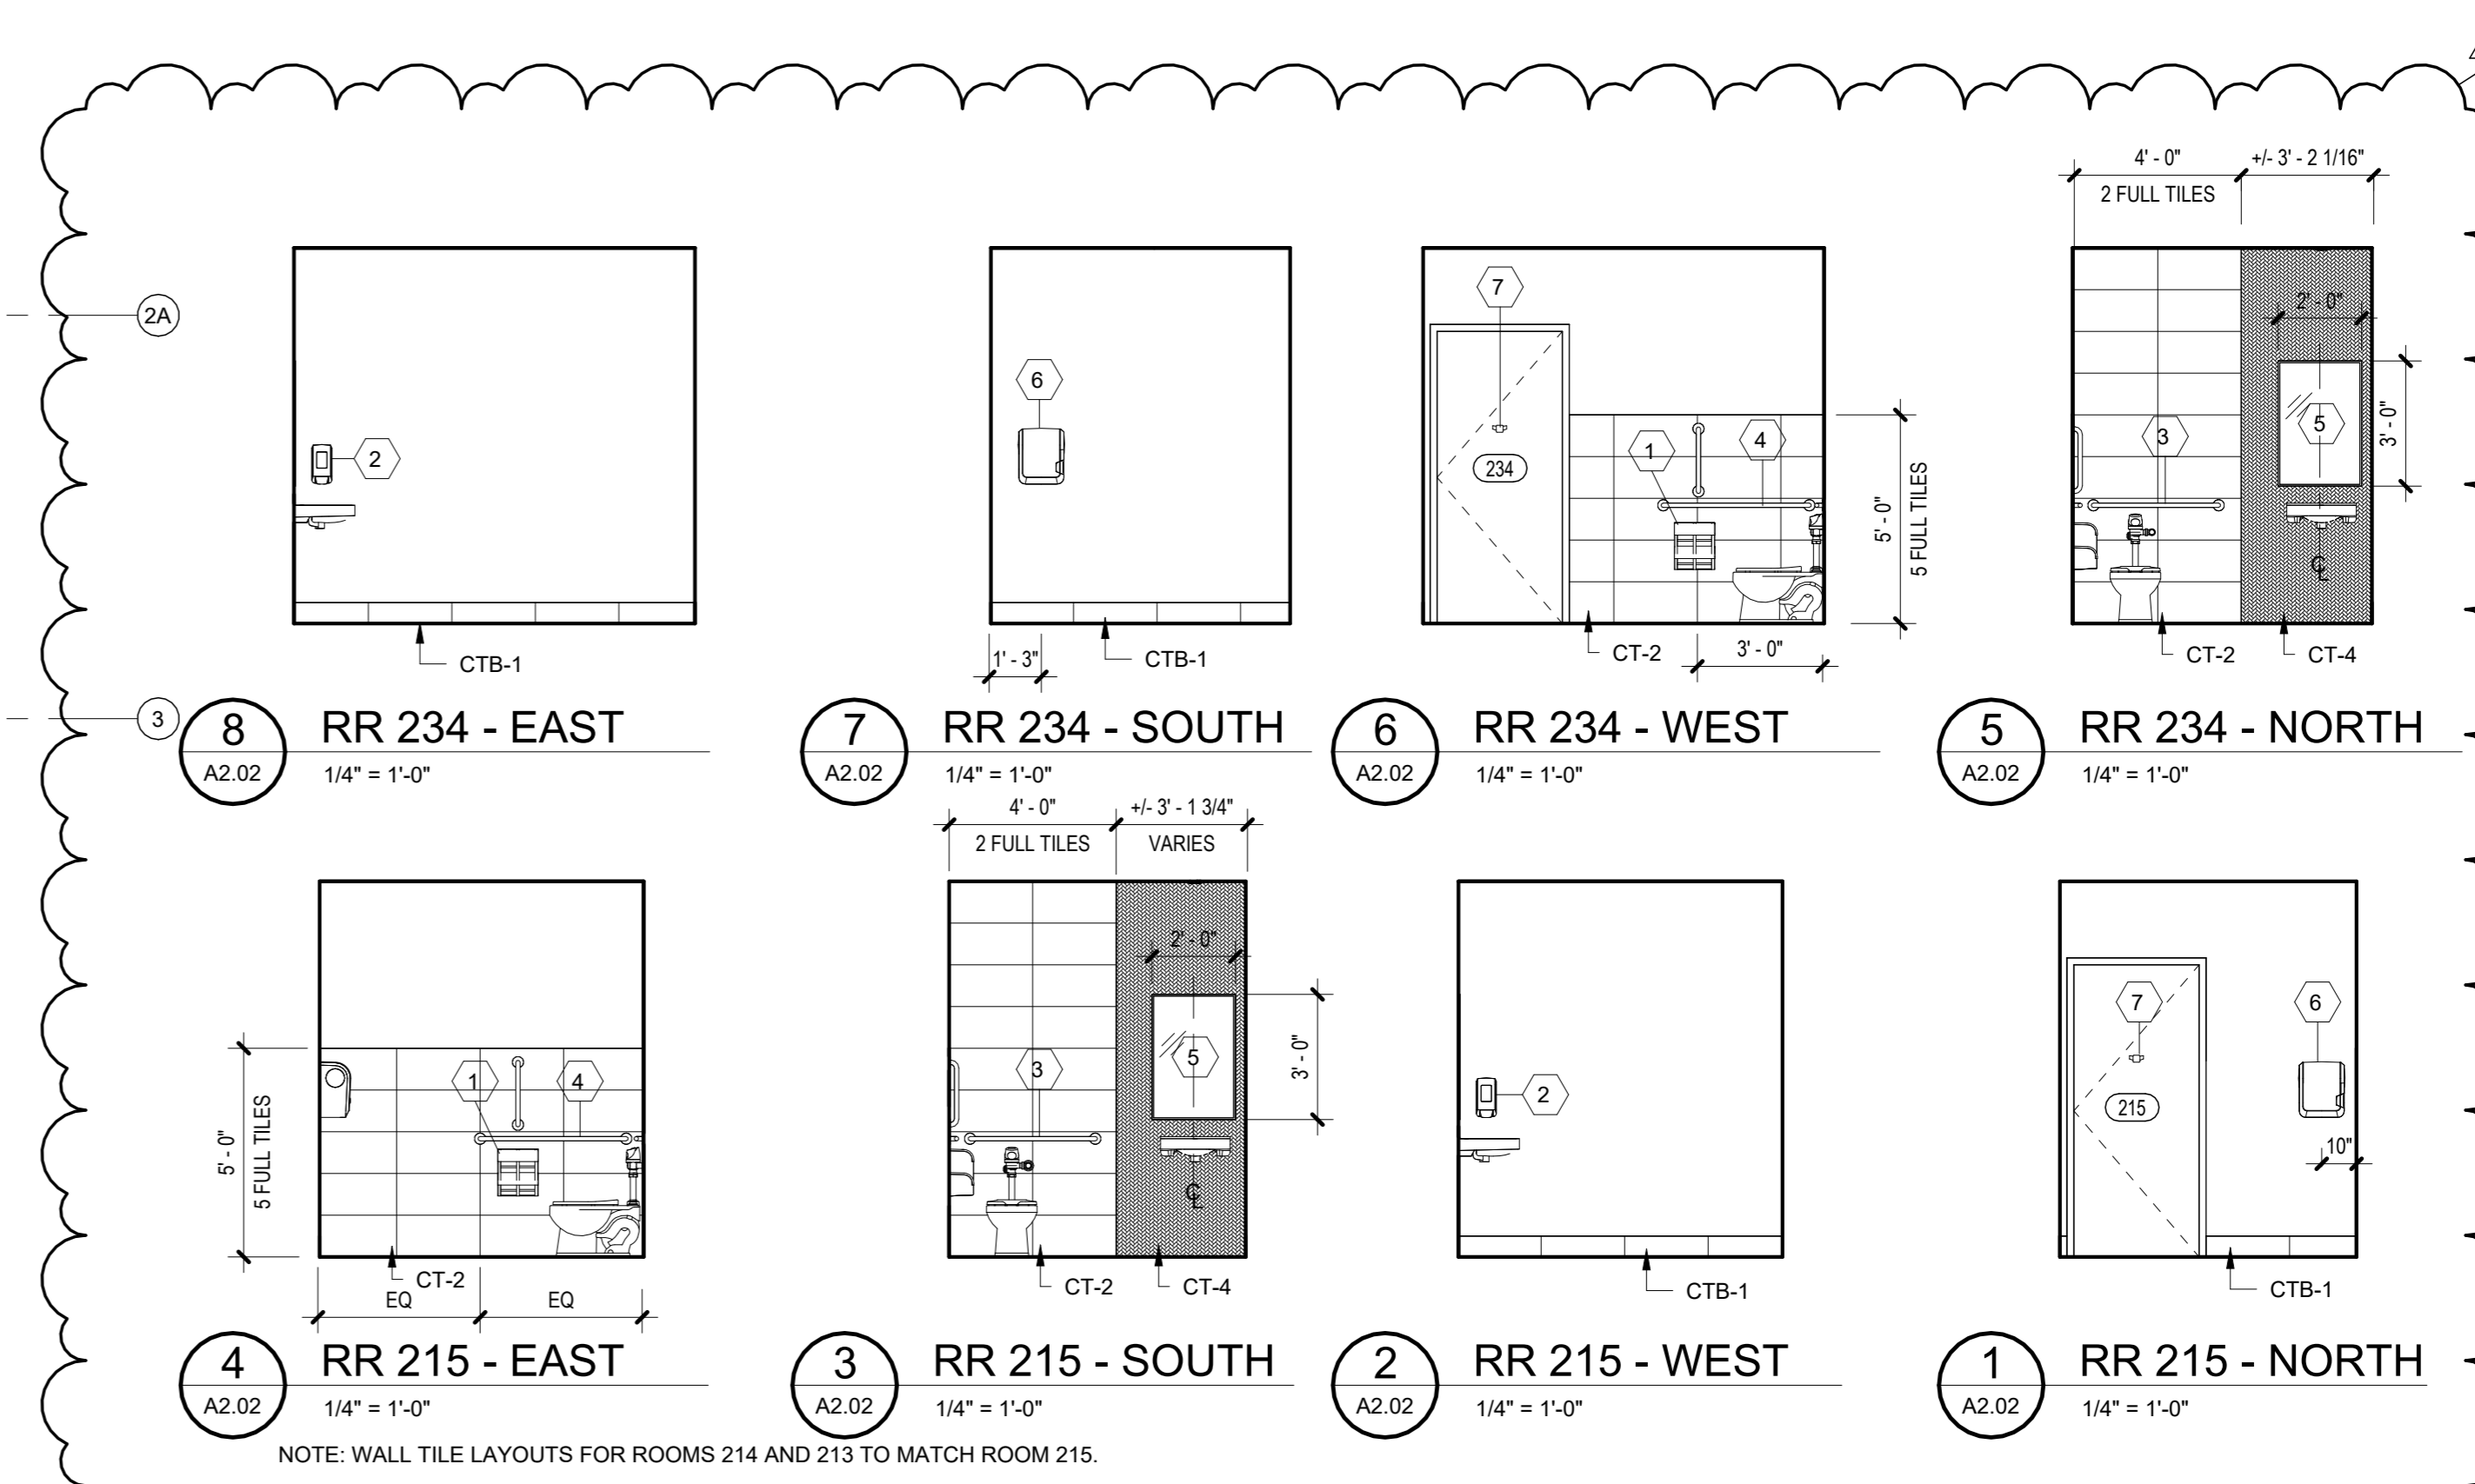 4' - 0"
+/- 3' - 2 1/16"
2 FULL TILES
2A
7
2' - 0"
6
5
3' - 0"
2
1
4
3
234
5' - 0"
5 FULL TILES
CTB-1
1' - 3"
CTB-1
CT-2
3' - 0"
CT-2
CT-4
3
8
A2.02
RR 234 - EAST
1/4" = 1'-0"
7
A2.02
RR 234 - SOUTH
1/4" = 1'-0"
6
A2.02
RR 234 - WEST
1/4" = 1'-0"
5
A2.02
RR 234 - NORTH
1/4" = 1'-0"
4' - 0"
+/- 3' - 1 3/4"
2 FULL TILES
VARIES
2' - 0"
7
6
5
3' - 0"
1
4
3
2
215
5' - 0"
5 FULL TILES
10"
CT-2
EQ
EQ
CT-2
CT-4
CTB-1
CTB-1
4
A2.02
RR 215 - EAST
1/4" = 1'-0"
3
A2.02
RR 215 - SOUTH
1/4" = 1'-0"
2
A2.02
RR 215 - WEST
1/4" = 1'-0"
1
A2.02
RR 215 - NORTH
1/4" = 1'-0"
NOTE: WALL TILE LAYOUTS FOR ROOMS 214 AND 213 TO MATCH ROOM 215.